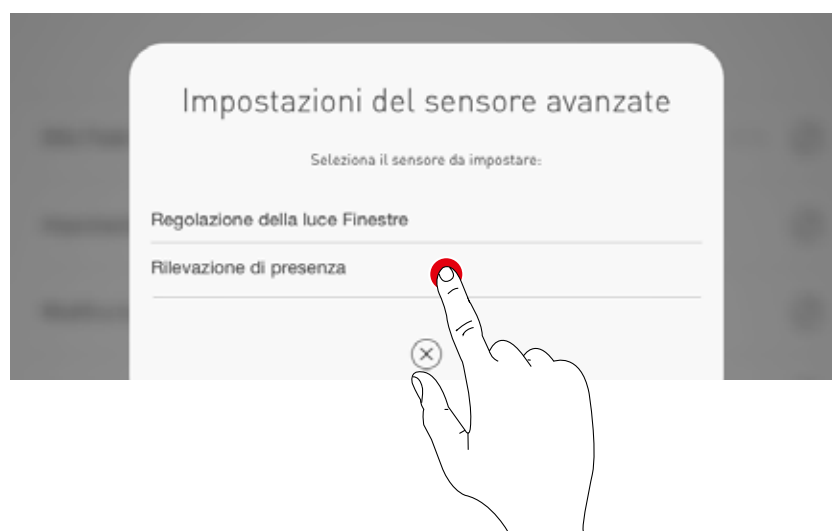 Impostazioni del sensore avanzate
Seleziona il sensore da impostare:
Regolazione della luce Finestre
Rilevazione di presenza